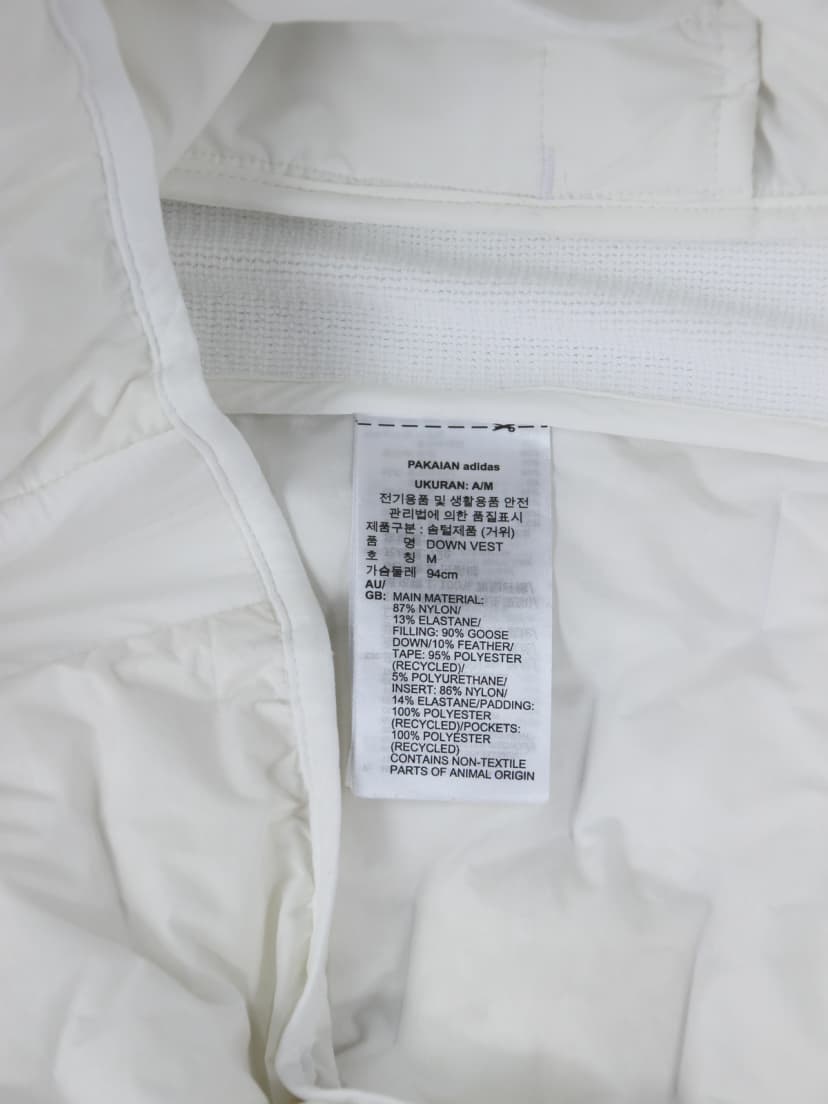 PAKAIAN adidas
UKURAN: A/M
전기용품 및 생활용품 안전
관리법에 의한 품질표시
제품구분 : 솜털제품 (거위)
품 명 DOWN VEST
호 칭 M
가슴둘레 94cm
AU/
GB: MAIN MATERIAL:
87% NYLON/
13% ELASTANE/
FILLING: 90% GOOSE
DOWN/10% FEATHER/
TAPE: 95% POLYESTER
(RECYCLED)/
5% POLYURETHANE/
INSERT: 86% NYLON/
14% ELASTANE/PADDING:
100% POLYESTER
(RECYCLED)/POCKETS:
100% POLYESTER
(RECYCLED)
CONTAINS NON-TEXTILE
PARTS OF ANIMAL ORIGIN